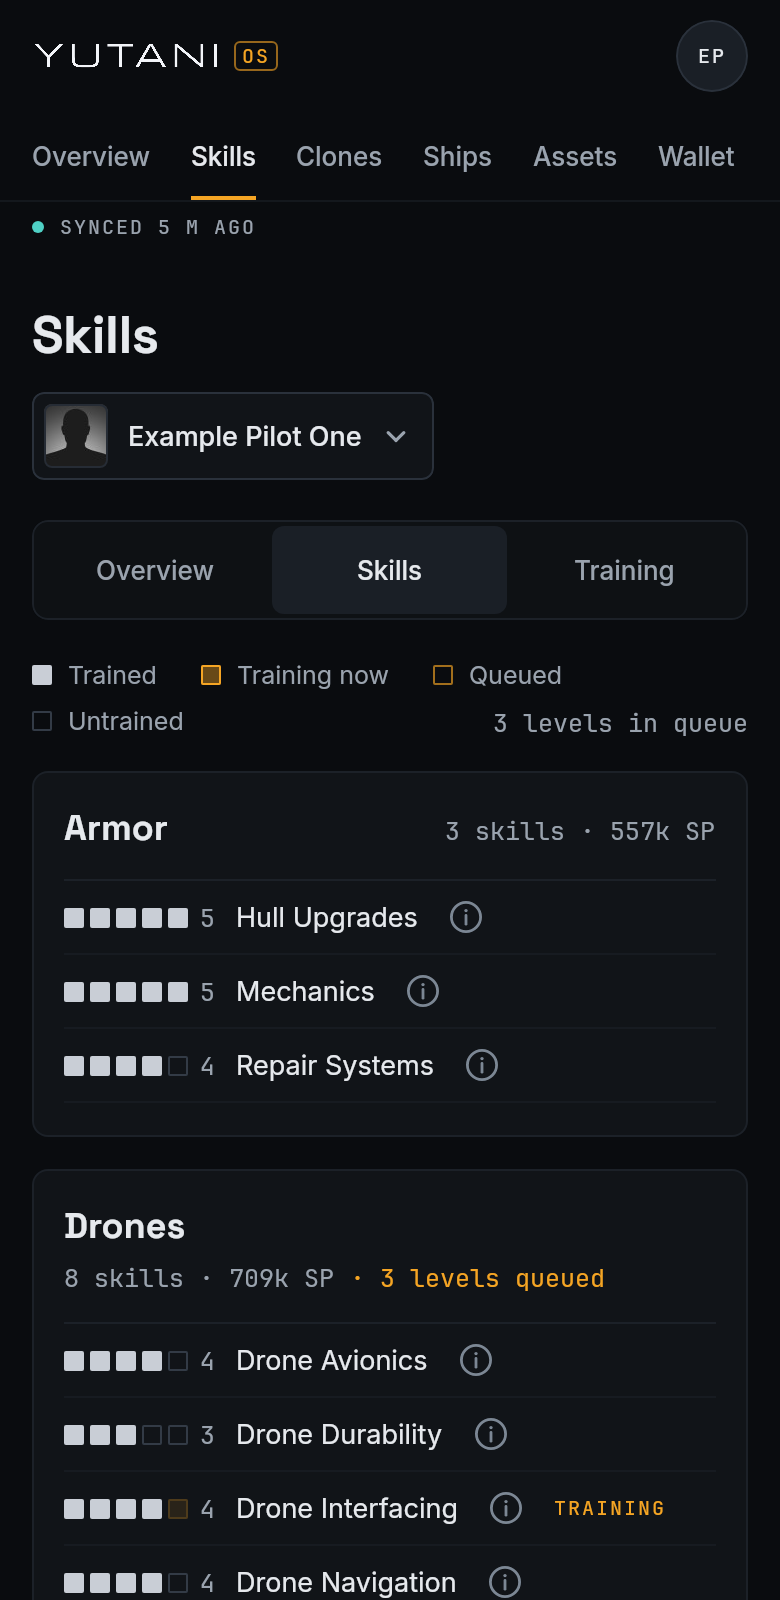 YUTANI OS
EP
Overview Skills Clones Ships Assets Wallet
SYNCED 5 M AGO
Skills
Example Pilot One
Overview Skills Training
Trained Training now Queued
Untrained 3 levels in queue
Armor 3 skills · 557k SP
5 Hull Upgrades
5 Mechanics
4 Repair Systems
Drones
8 skills · 709k SP · 3 levels queued
4 Drone Avionics
3 Drone Durability
4 Drone Interfacing TRAINING
4 Drone Navigation